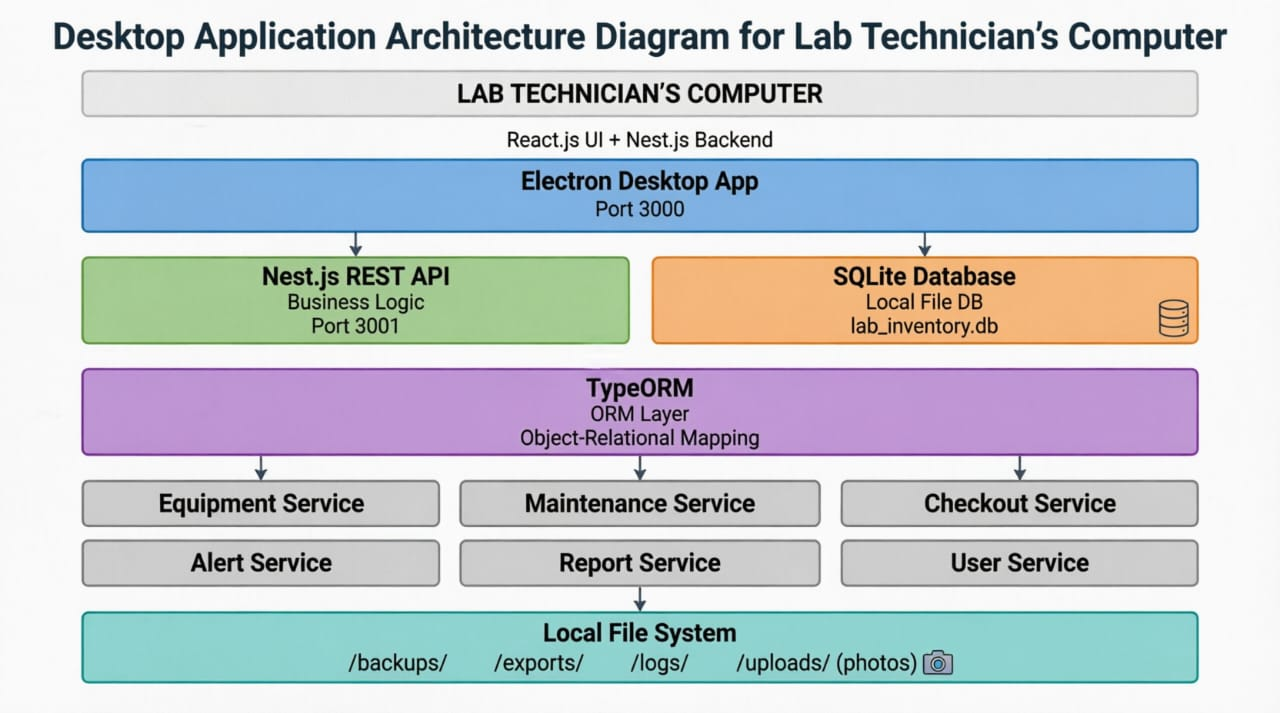 Desktop Application Architecture Diagram for Lab Technician's Computer
LAB TECHNICIAN'S COMPUTER
React.js UI + Nest.js Backend
Electron Desktop App
Port 3000
Nest.js REST API
Business Logic
Port 3001
SQLite Database
Local File DB
lab_inventory.db
TypeORM
ORM Layer
Object-Relational Mapping
Equipment Service
Maintenance Service
Checkout Service
Alert Service
Report Service
User Service
Local File System
/backups/ /exports/ /logs/ /uploads/ (photos)